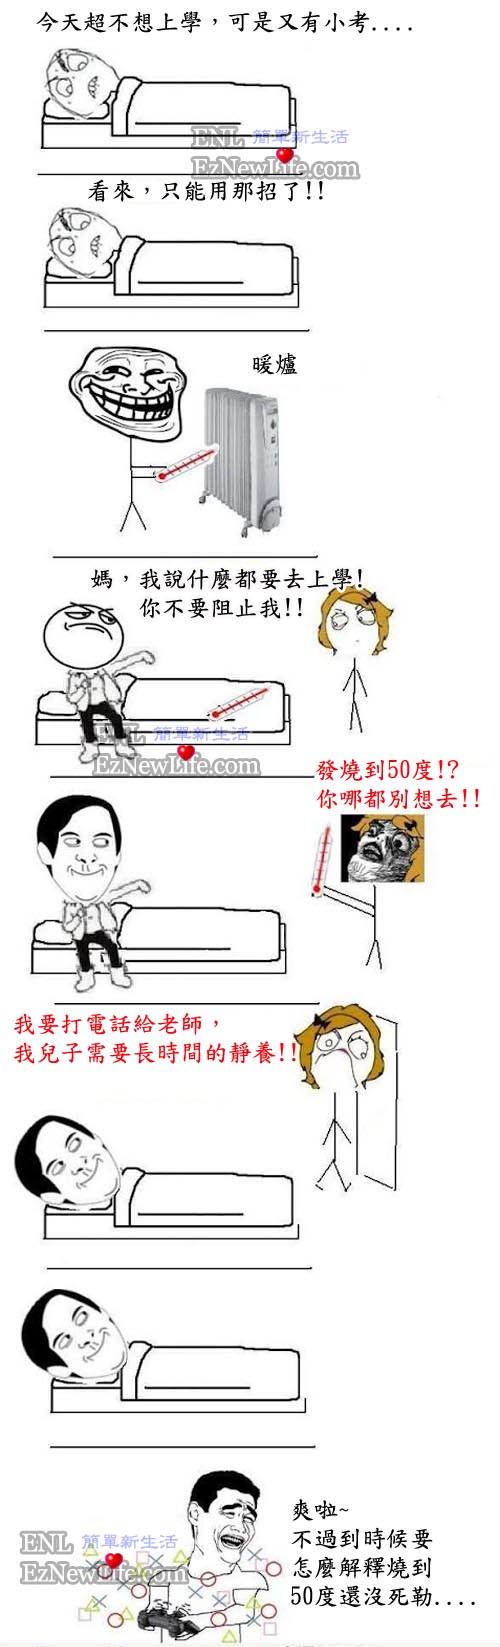 今天超不想上學，可是又有小考....
ENL 簡單新生活
EzNewLife.com
看來，只能用那招了!!
暖爐
媽，我說什麼都要去上學!
你不要阻止我!!
ENL 簡單新生活
EzNewLife.com
發燒到50度!?
你哪都別想去!!
我要打電話給老師，
我兒子需要長時間的靜養!!
爽啦~
不過到時候要
怎麼解釋燒到
50度還沒死勒....
ENL 簡單新生活
EzNewLife.com